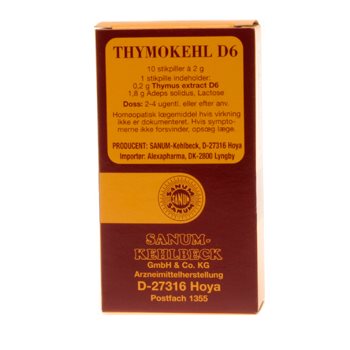 THYMOKEHL D6
10 stikpiller à 2 g
1 stikpille indeholder:
0,2 g Thymus extract D6
1,8 g Adeps solidus, Lactose
Dosis: 2-4 ugentl. eller efter anv.
Homøopatisk lægemiddel hvis virkning
ikke er dokumenteret. Hvis sympto-
merne ikke forsvinder, opsøg læge.
PRODUCENT: SANUM-Kehlbeck, D-27316 Hoya
Importør: Alexapharma, DK-2800 Lyngby
SANUM
SANUM
SANUM
SANUM-
KEHLBECK
GmbH & Co. KG
Arzneimittelherstellung
D-27316 Hoya
Postfach 1355